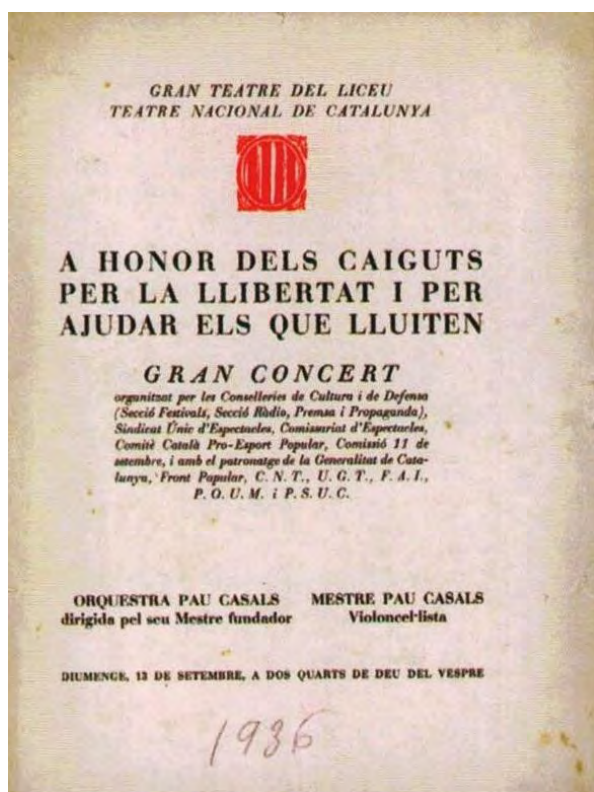 GRAN TEATRE DEL LICEU
TEATRE NACIONAL DE CATALUNYA
A HONOR DELS CAIGUTS
PER LA LLIBERTAT I PER
AJUDAR ELS QUE LLUITEN
GRAN CONCERT
organitzat per les Conselleries de Cultura i de Defensa
(Secció Festivals, Secció Ràdio, Premsa i Propaganda),
Sindicat Únic d'Espectacles, Comissariat d'Espectacles,
Comitè Català Pro-Esport Popular, Comissió 11 de
setembre, i amb el patronatge de la Generalitat de Cata-
lunya, Front Popular, C. N. T., U. G. T., F. A. I.,
P. O. U. M. i P. S. U. C.
ORQUESTRA PAU CASALS
dirigida pel seu Mestre fundador
MESTRE PAU CASALS
Violoncel·lista
DIUMENGE, 13 DE SETEMBRE, A DOS QUARTS DE DEU DEL VESPRE
1936